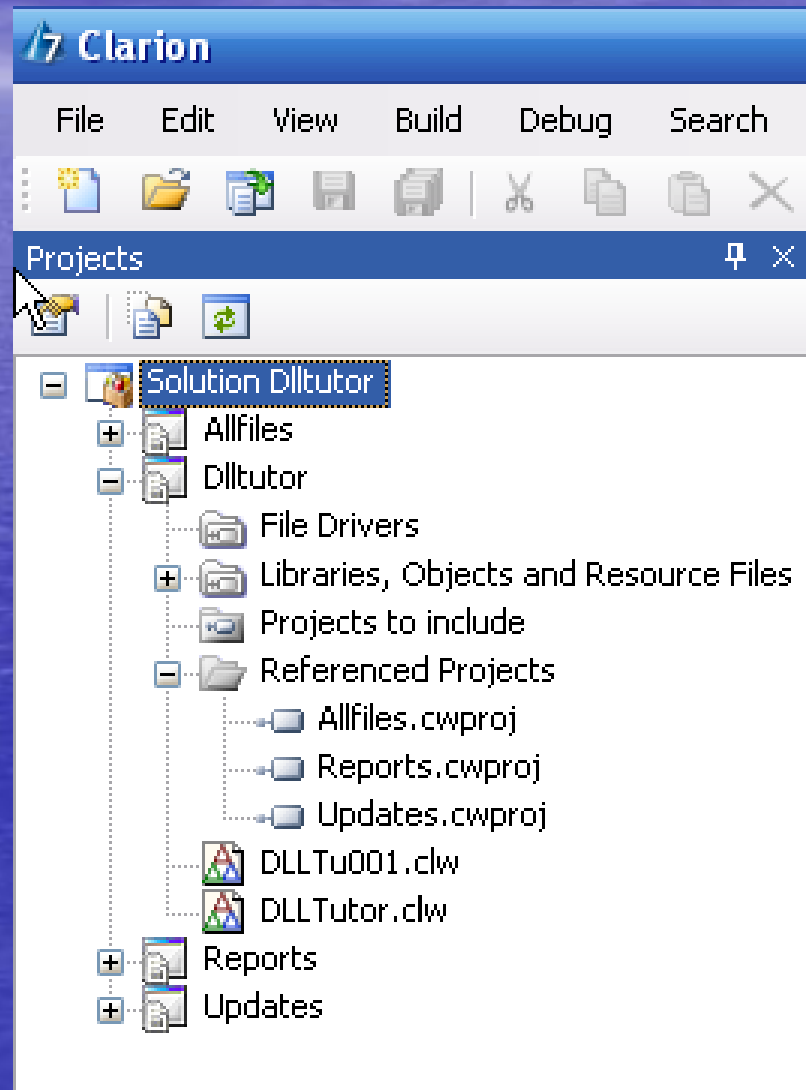 7 Clarion
File Edit View Build Debug Search
Projects
Solution Dlltutor
Allfiles
Dlltutor
File Drivers
Libraries, Objects and Resource Files
Projects to include
Referenced Projects
Allfiles.cwproj
Reports.cwproj
Updates.cwproj
DLLTu001.clw
DLLTutor.clw
Reports
Updates